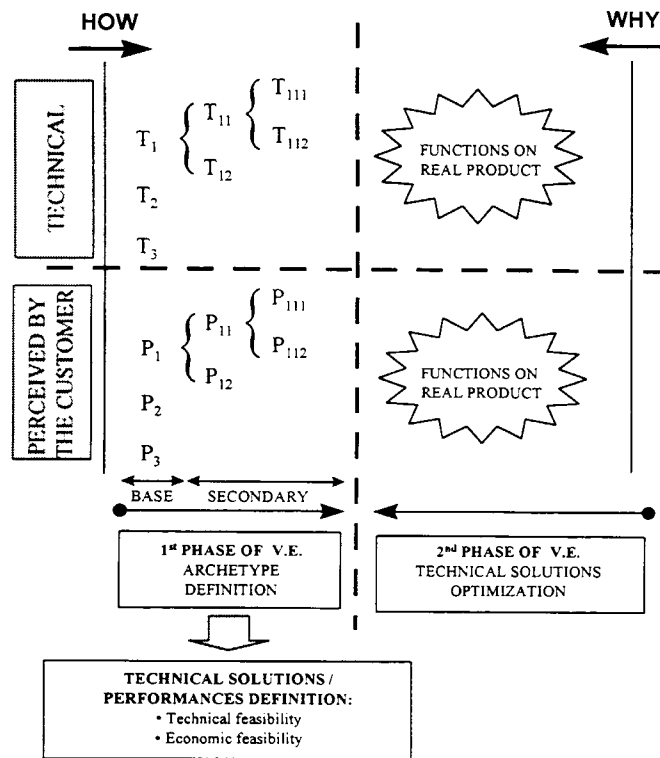 HOW
WHY
TECHNICAL
T₁ { T₁₁ { T₁₁₁
T₁₁₂
T₁₂
T₂
T₃
FUNCTIONS ON
REAL PRODUCT
PERCEIVED BY
THE CUSTOMER
P₁ { P₁₁ { P₁₁₁
P₁₁₂
P₁₂
P₂
P₃
FUNCTIONS ON
REAL PRODUCT
BASE
SECONDARY
1st PHASE OF V.E.
ARCHETYPE
DEFINITION
2nd PHASE OF V.E.
TECHNICAL SOLUTIONS
OPTIMIZATION
TECHNICAL SOLUTIONS /
PERFORMANCES DEFINITION:
• Technical feasibility
• Economic feasibility